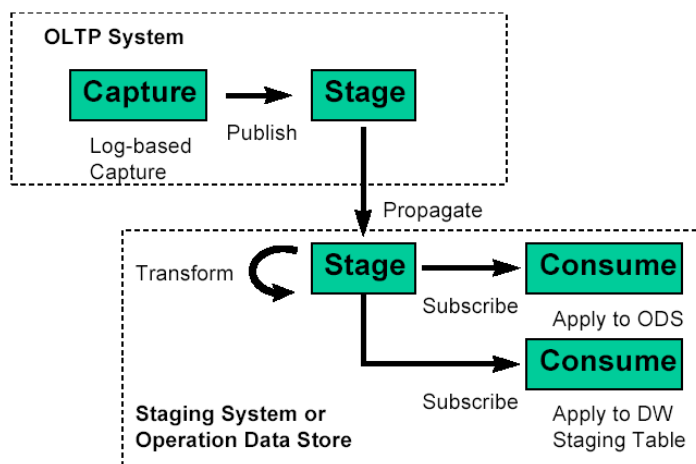 OLTP System
Capture
Stage
Publish
Log-based
Capture
Propagate
Transform
Stage
Consume
Subscribe
Apply to ODS
Consume
Subscribe
Apply to DW
Staging Table
Staging System or
Operation Data Store